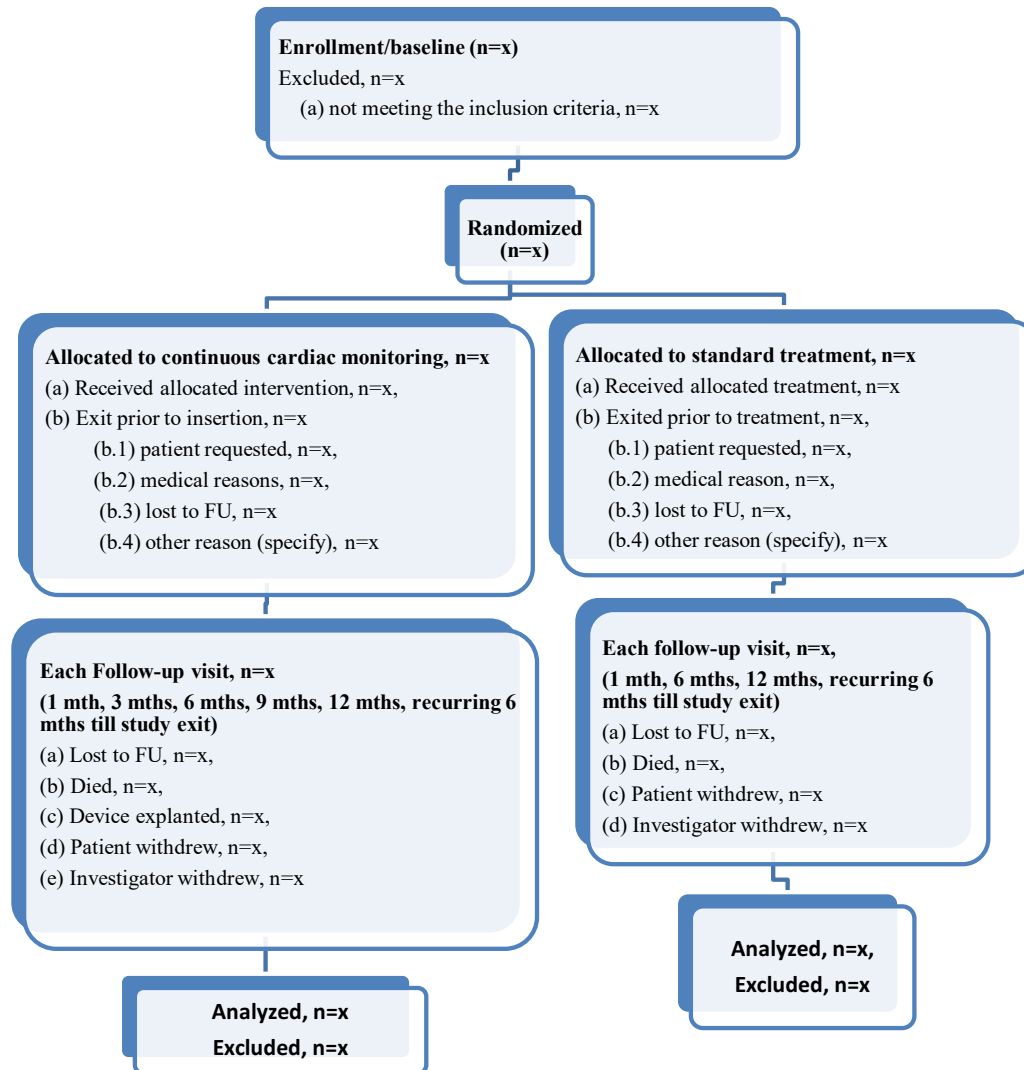 Enrollment/baseline (n=x)
Excluded, n=x
(a) not meeting the inclusion criteria, n=x
Randomized
(n=x)
Allocated to continuous cardiac monitoring, n=x
(a) Received allocated intervention, n=x,
(b) Exit prior to insertion, n=x
(b.1) patient requested, n=x,
(b.2) medical reasons, n=x,
(b.3) lost to FU, n=x
(b.4) other reason (specify), n=x
Allocated to standard treatment, n=x
(a) Received allocated treatment, n=x
(b) Exited prior to treatment, n=x,
(b.1) patient requested, n=x,
(b.2) medical reason, n=x,
(b.3) lost to FU, n=x,
(b.4) other reason (specify), n=x
Each Follow-up visit, n=x
(1 mth, 3 mths, 6 mths, 9 mths, 12 mths, recurring 6
mths till study exit)
(a) Lost to FU, n=x,
(b) Died, n=x,
(c) Device explanted, n=x,
(d) Patient withdrew, n=x,
(e) Investigator withdrew, n=x
Each follow-up visit, n=x,
(1 mth, 6 mths, 12 mths, recurring 6
mths till study exit)
(a) Lost to FU, n=x,
(b) Died, n=x,
(c) Patient withdrew, n=x
(d) Investigator withdrew, n=x
Analyzed, n=x
Excluded, n=x
Analyzed, n=x,
Excluded, n=x